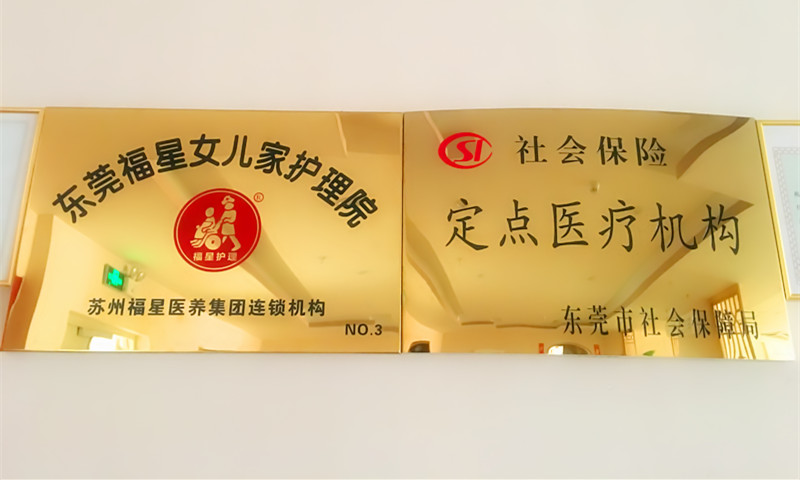 东莞福星女儿家护理院
®
福星护理
苏州福星医养集团连锁机构
NO.3
SI 社会保险
定点医疗机构
东莞市社会保障局